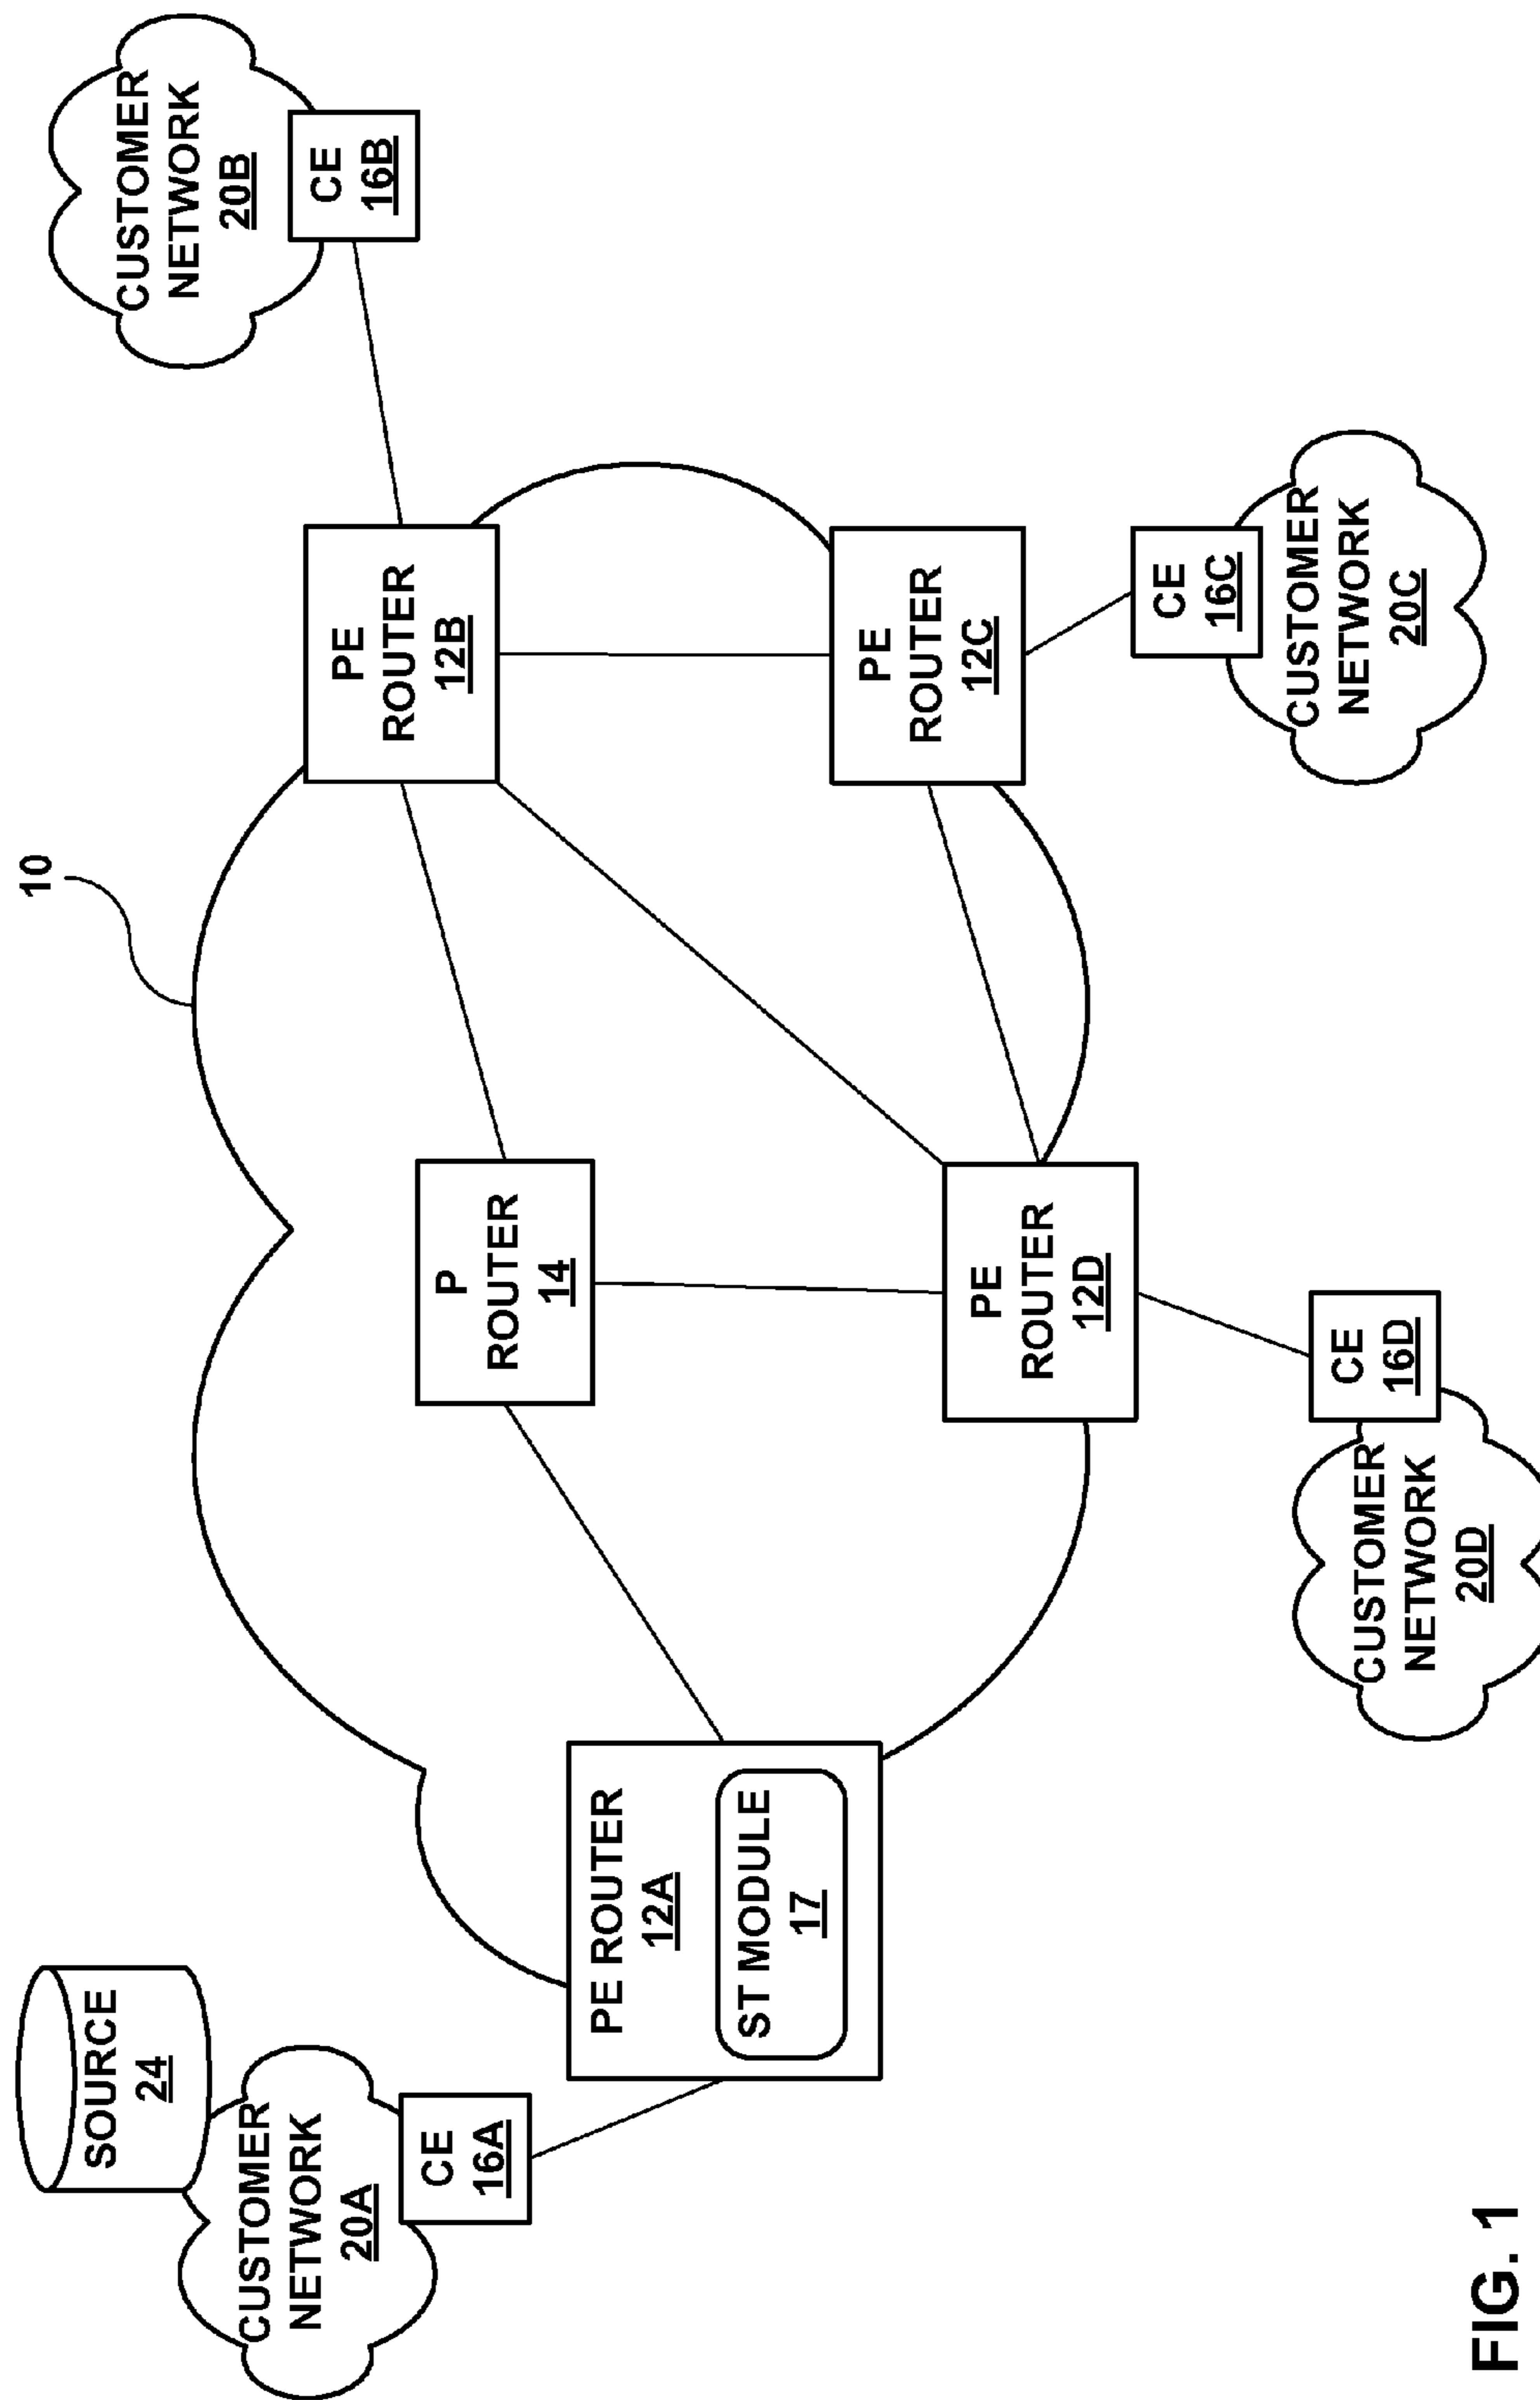 SOURCE
24
CUSTOMER
NETWORK
20A
CE
16A
PE ROUTER
12A
ST MODULE
17
10
P
ROUTER
14
PE
ROUTER
12B
CE
16B
CUSTOMER
NETWORK
20B
PE
ROUTER
12C
CE
16C
CUSTOMER
NETWORK
20C
PE
ROUTER
12D
CE
16D
CUSTOMER
NETWORK
20D
FIG. 1